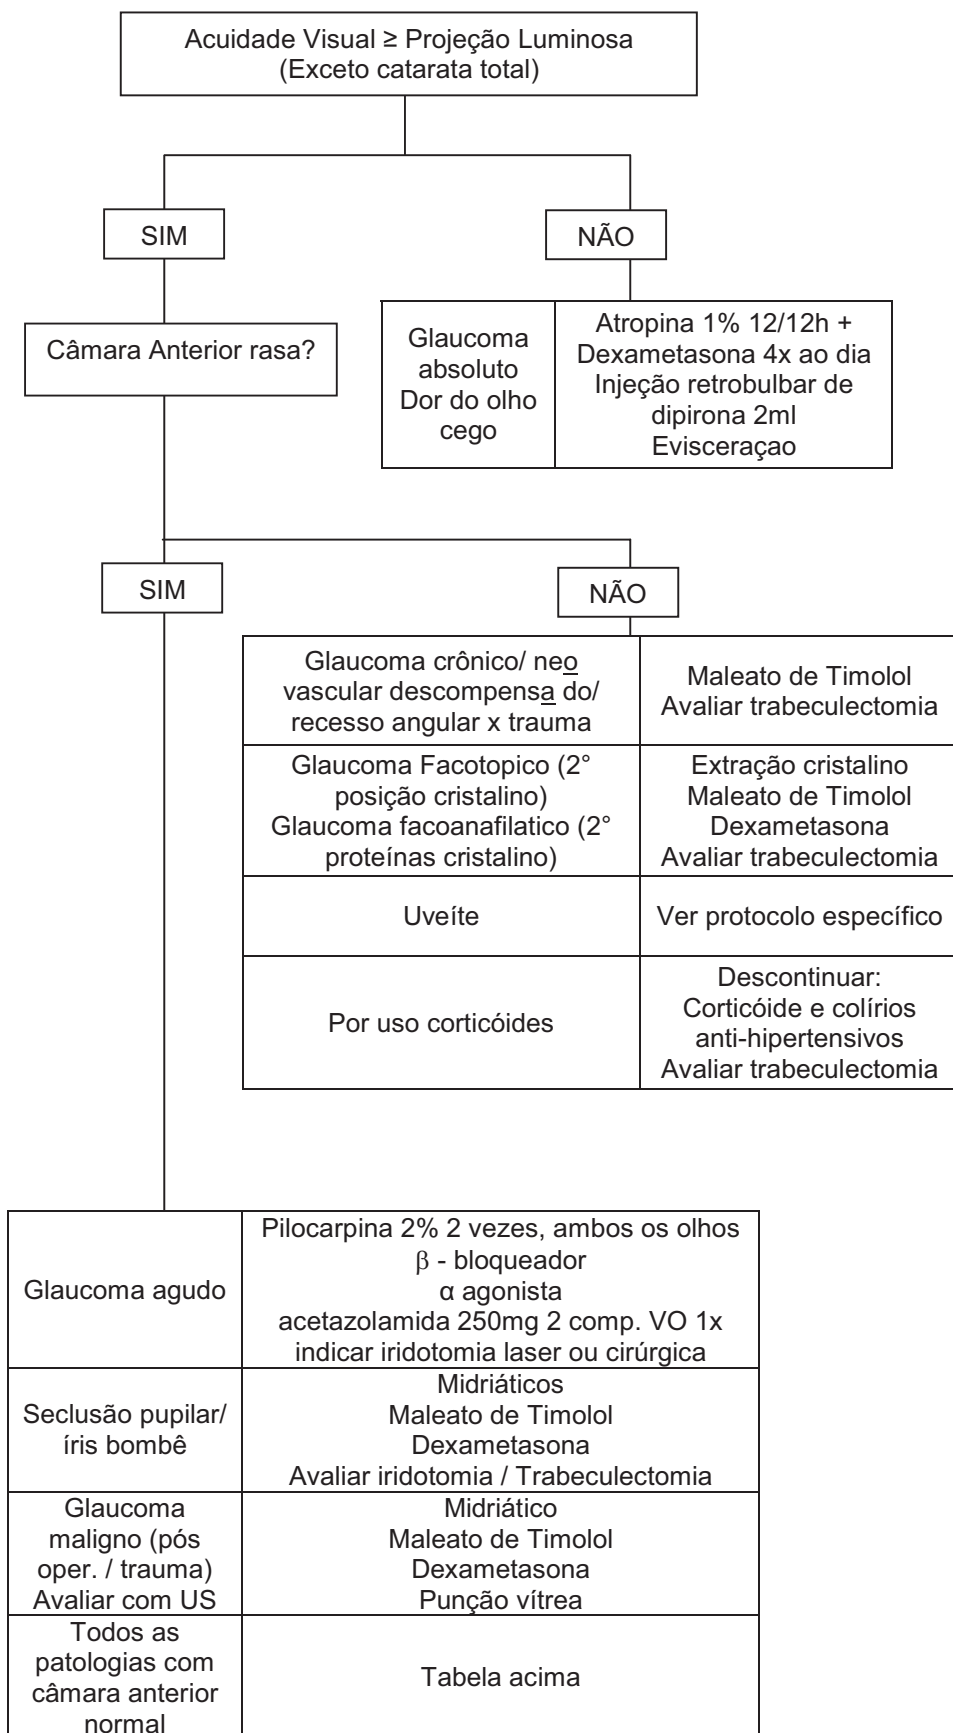 Acuidade Visual ≥ Projeção Luminosa
(Exceto catarata total)
SIM
NÃO
Câmara Anterior rasa?
Glaucoma
absoluto
Dor do olho
cego
Atropina 1% 12/12h +
Dexametasona 4x ao dia
Injeção retrobulbar de
dipirona 2ml
Evisceraçao
SIM
NÃO
Glaucoma crônico/ neo
vascular descompensa do/
recesso angular x trauma
Maleato de Timolol
Avaliar trabeculectomia
Glaucoma Facotopico (2°
posição cristalino)
Glaucoma facoanafilatico (2°
proteínas cristalino)
Extração cristalino
Maleato de Timolol
Dexametasona
Avaliar trabeculectomia
Uveíte
Ver protocolo específico
Por uso corticóides
Descontinuar:
Corticóide e colírios
anti-hipertensivos
Avaliar trabeculectomia
Glaucoma agudo
Pilocarpina 2% 2 vezes, ambos os olhos
β - bloqueador
α agonista
acetazolamida 250mg 2 comp. VO 1x
indicar iridotomia laser ou cirúrgica
Seclusão pupilar/
íris bombê
Midriáticos
Maleato de Timolol
Dexametasona
Avaliar iridotomia / Trabeculectomia
Glaucoma
maligno (pós
oper. / trauma)
Avaliar com US
Midriático
Maleato de Timolol
Dexametasona
Punção vítrea
Todos as
patologias com
câmara anterior
normal
Tabela acima